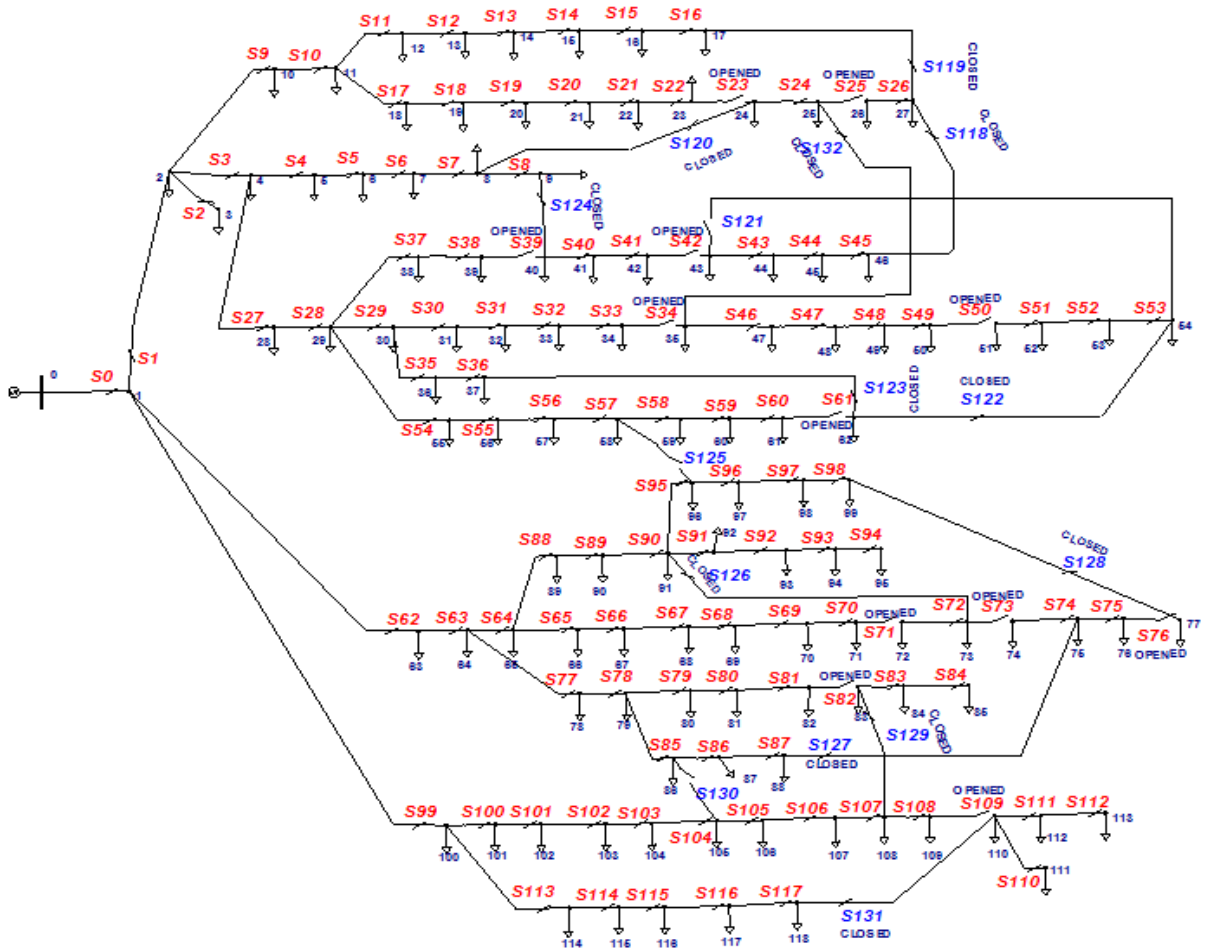 S11 S12 S13 S14 S15 S16
12 13 14 15 16 17
S9 S10
10 11
CLOSED S119
S17 S18 S19 S20 S21 S22 OPENED S23 S24 OPENED S25 S26
18 19 20 21 22 23 24 25 26 27
S120 CLOSED S132 CLOSED S118 CLOSED
S3 S4 S5 S6 S7 S8
2 4 5 6 7 8 9
S2 3
S124 CLOSED
S121
S37 S38 OPENED S39 S40 S41 OPENED S42 S43 S44 S45
38 39 40 41 42 43 44 45 46
S27 S28 S29 S30 S31 S32 S33 OPENED S34 S46 S47 S48 S49 OPENED S50 S51 S52 S53
28 29 30 31 32 33 34 35 47 48 49 50 51 52 53 54
S1
S35 S36
36 37
S123 CLOSED
CLOSED S122
0 S0 1
S54 S55 S56 S57 S58 S59 S60 S61 OPENED
55 56 57 58 59 60 61 62
S125
S95 S96 S97 S98
96 97 98 99
S88 S89 S90 S91 92 S92 S93 S94
89 90 91 93 94 95
CLOSED S126
CLOSED S128
S62 S63 S64 S65 S66 S67 S68 S69 S70 OPENED S71 S72 OPENED S73 S74 S75 S76 OPENED
63 64 65 66 67 68 69 70 71 72 73 74 75 76 77
S77 S78 S79 S80 S81 OPENED S82 S83 S84
78 79 80 81 82 83 84 85
S129 CLOSED
S85 S86 S87 S127 CLOSED
86 87 88
S130
S99 S100 S101 S102 S103 S104 S105 S106 S107 S108 OPENED S109 S111 S112
100 101 102 103 104 105 106 107 108 109 110 112 113
S110 111
S113 S114 S115 S116 S117 S131 CLOSED
114 115 116 117 118